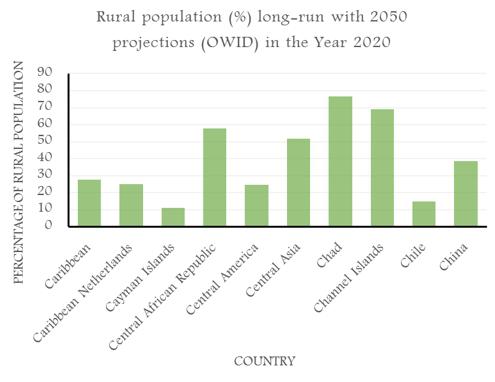 Rural population (%) long-run with 2050
projections (OWID) in the Year 2020
PERCENTAGE OF RURAL POPULATION
90
80
70
60
50
40
30
20
10
0
Caribbean
Caribbean Netherlands
Cayman Islands
Central African Republic
Central America
Central Asia
Chad
Channel Islands
Chile
China
COUNTRY